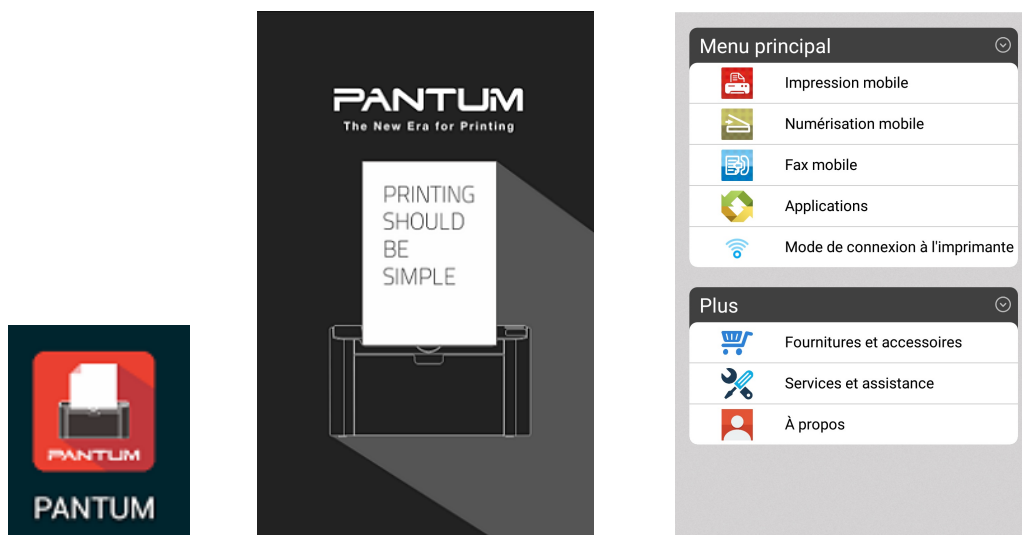 PANTUM
PANTUM
PANTUM
The New Era for Printing
PRINTING
SHOULD
BE
SIMPLE
Menu principal
Impression mobile
Numérisation mobile
Fax mobile
Applications
Mode de connexion à l'imprimante
Plus
Fournitures et accessoires
Services et assistance
À propos